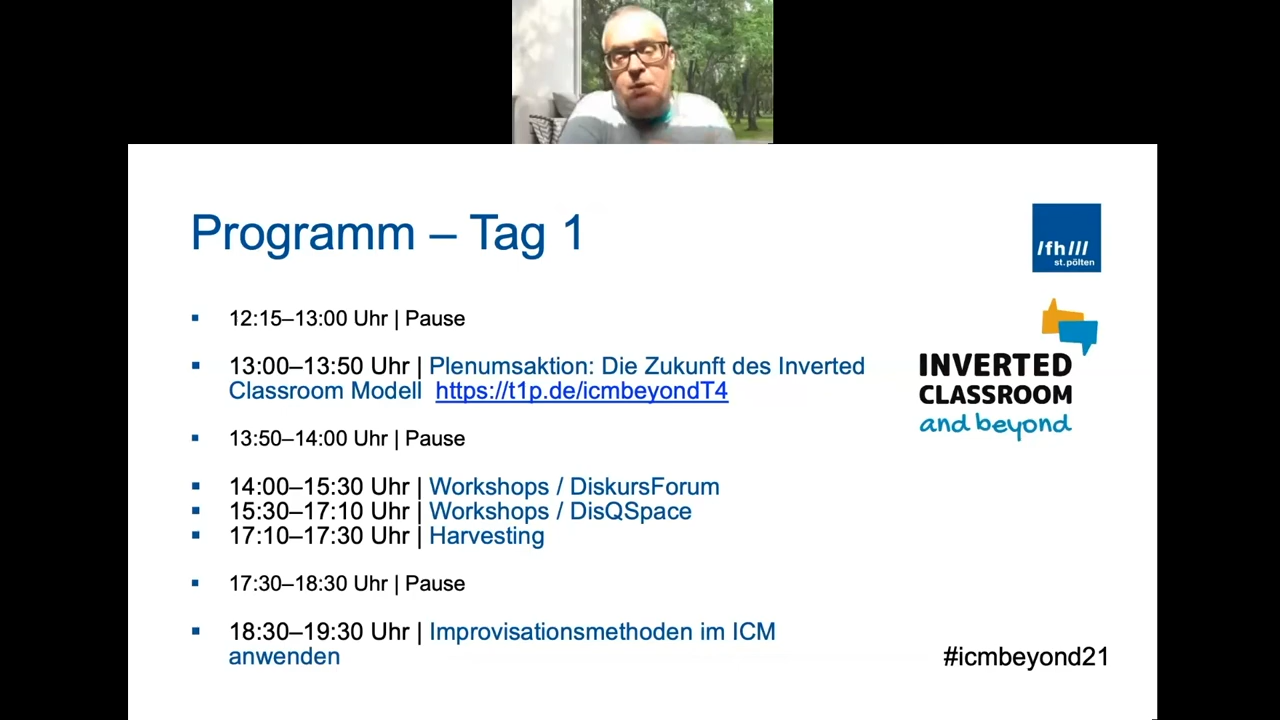 Programm – Tag 1
/fh///
st.pölten
12:15–13:00 Uhr | Pause
13:00–13:50 Uhr | Plenumsaktion: Die Zukunft des Inverted
Classroom Modell https://t1p.de/icmbeyondT4
INVERTED
CLASSROOM
and beyond
13:50–14:00 Uhr | Pause
14:00–15:30 Uhr | Workshops / DiskursForum
15:30–17:10 Uhr | Workshops / DisQSpace
17:10–17:30 Uhr | Harvesting
17:30–18:30 Uhr | Pause
18:30–19:30 Uhr | Improvisationsmethoden im ICM
anwenden
#icmbeyond21